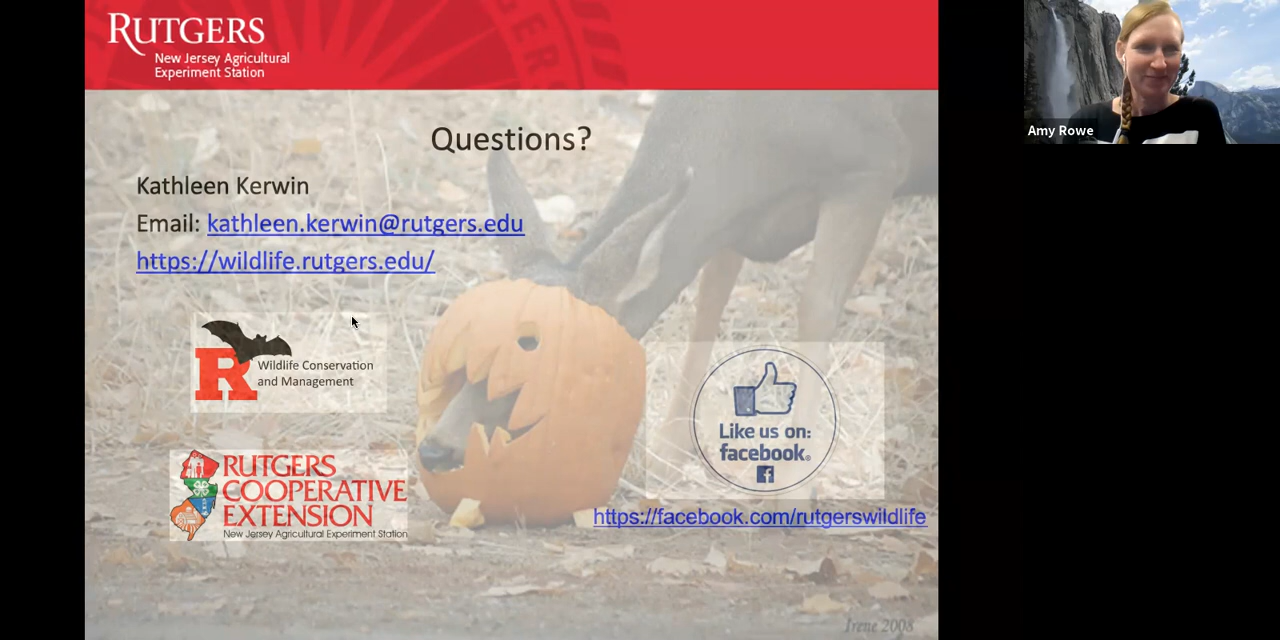 RUTGERS
New Jersey Agricultural
Experiment Station
Amy Rowe
Questions?
Kathleen Kerwin
Email: kathleen.kerwin@rutgers.edu
https://wildlife.rutgers.edu/
R
Wildlife Conservation
and Management
Like us on:
facebook.
f
https://facebook.com/rutgerswildlife
RUTGERS
COOPERATIVE
EXTENSION
New Jersey Agricultural Experiment Station
Irene 2008